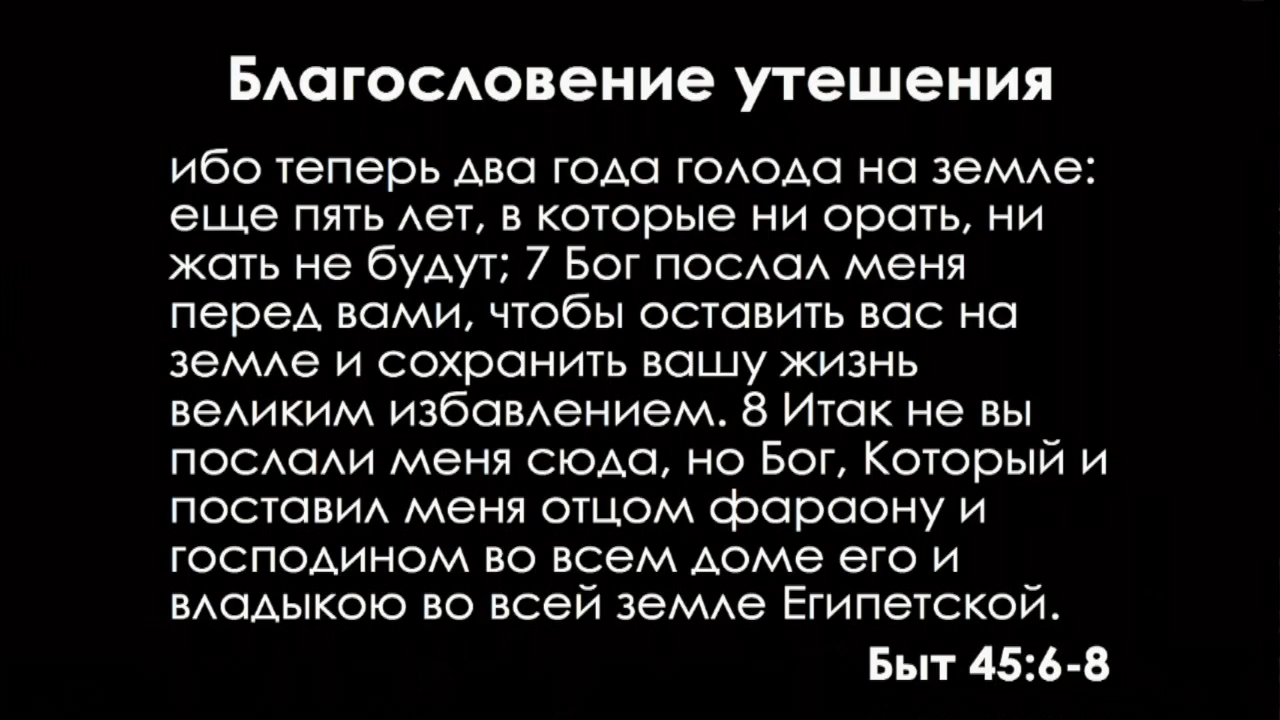 Благословение утешения
ибо теперь два года голода на земле:
еще пять лет, в которые ни орать, ни
жать не будут; 7 Бог послал меня
перед вами, чтобы оставить вас на
земле и сохранить вашу жизнь
великим избавлением. 8 Итак не вы
послали меня сюда, но Бог, Который и
поставил меня отцом фараону и
господином во всем доме его и
владыкою во всей земле Египетской.
Быт 45:6-8